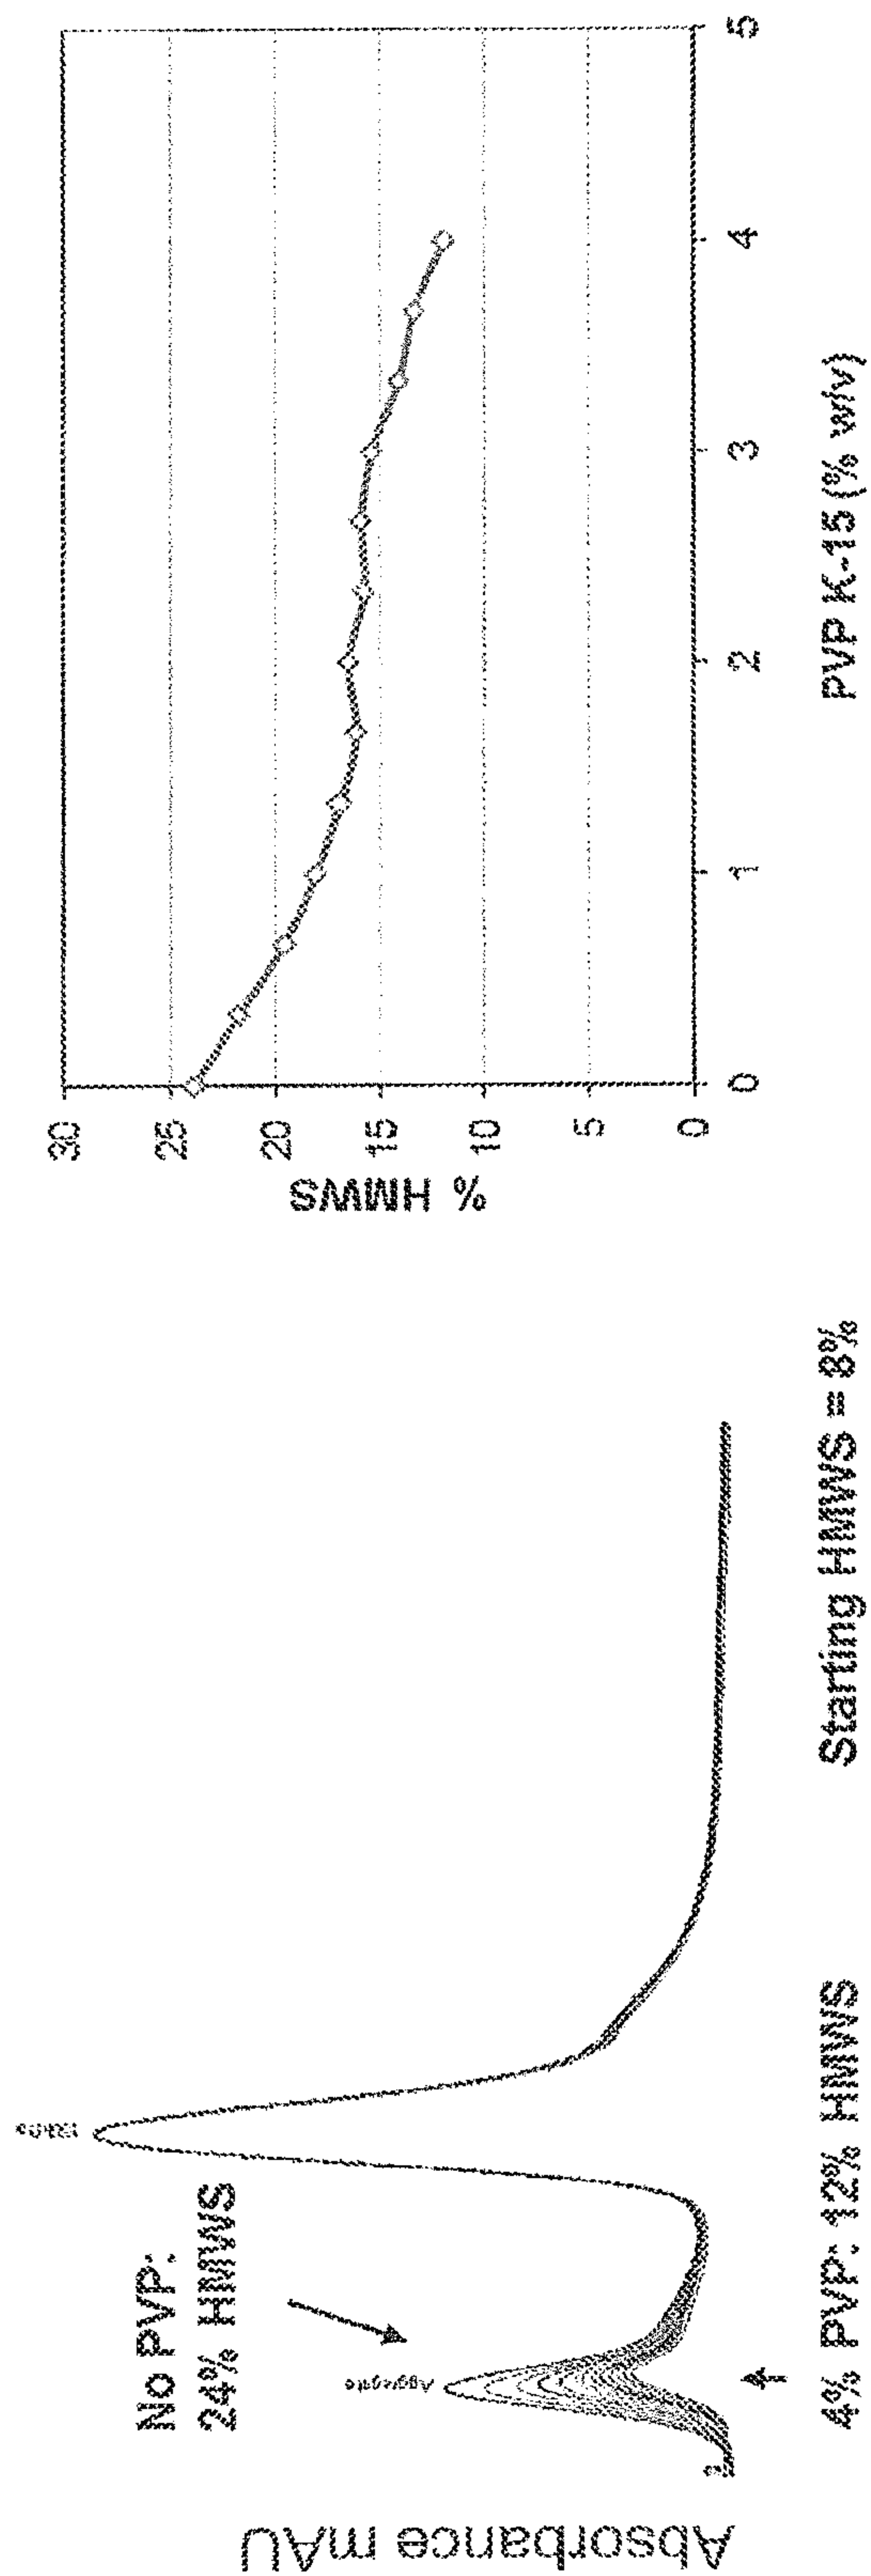 Absorbance mAU
No PVP:
24% HMWS
Aggregate
4% PVP: 12% HMWS
Starting HMWS = 8%
% HMWS
30
25
20
15
10
5
0
0
1
2
3
4
5
PVP K-15 (% w/v)